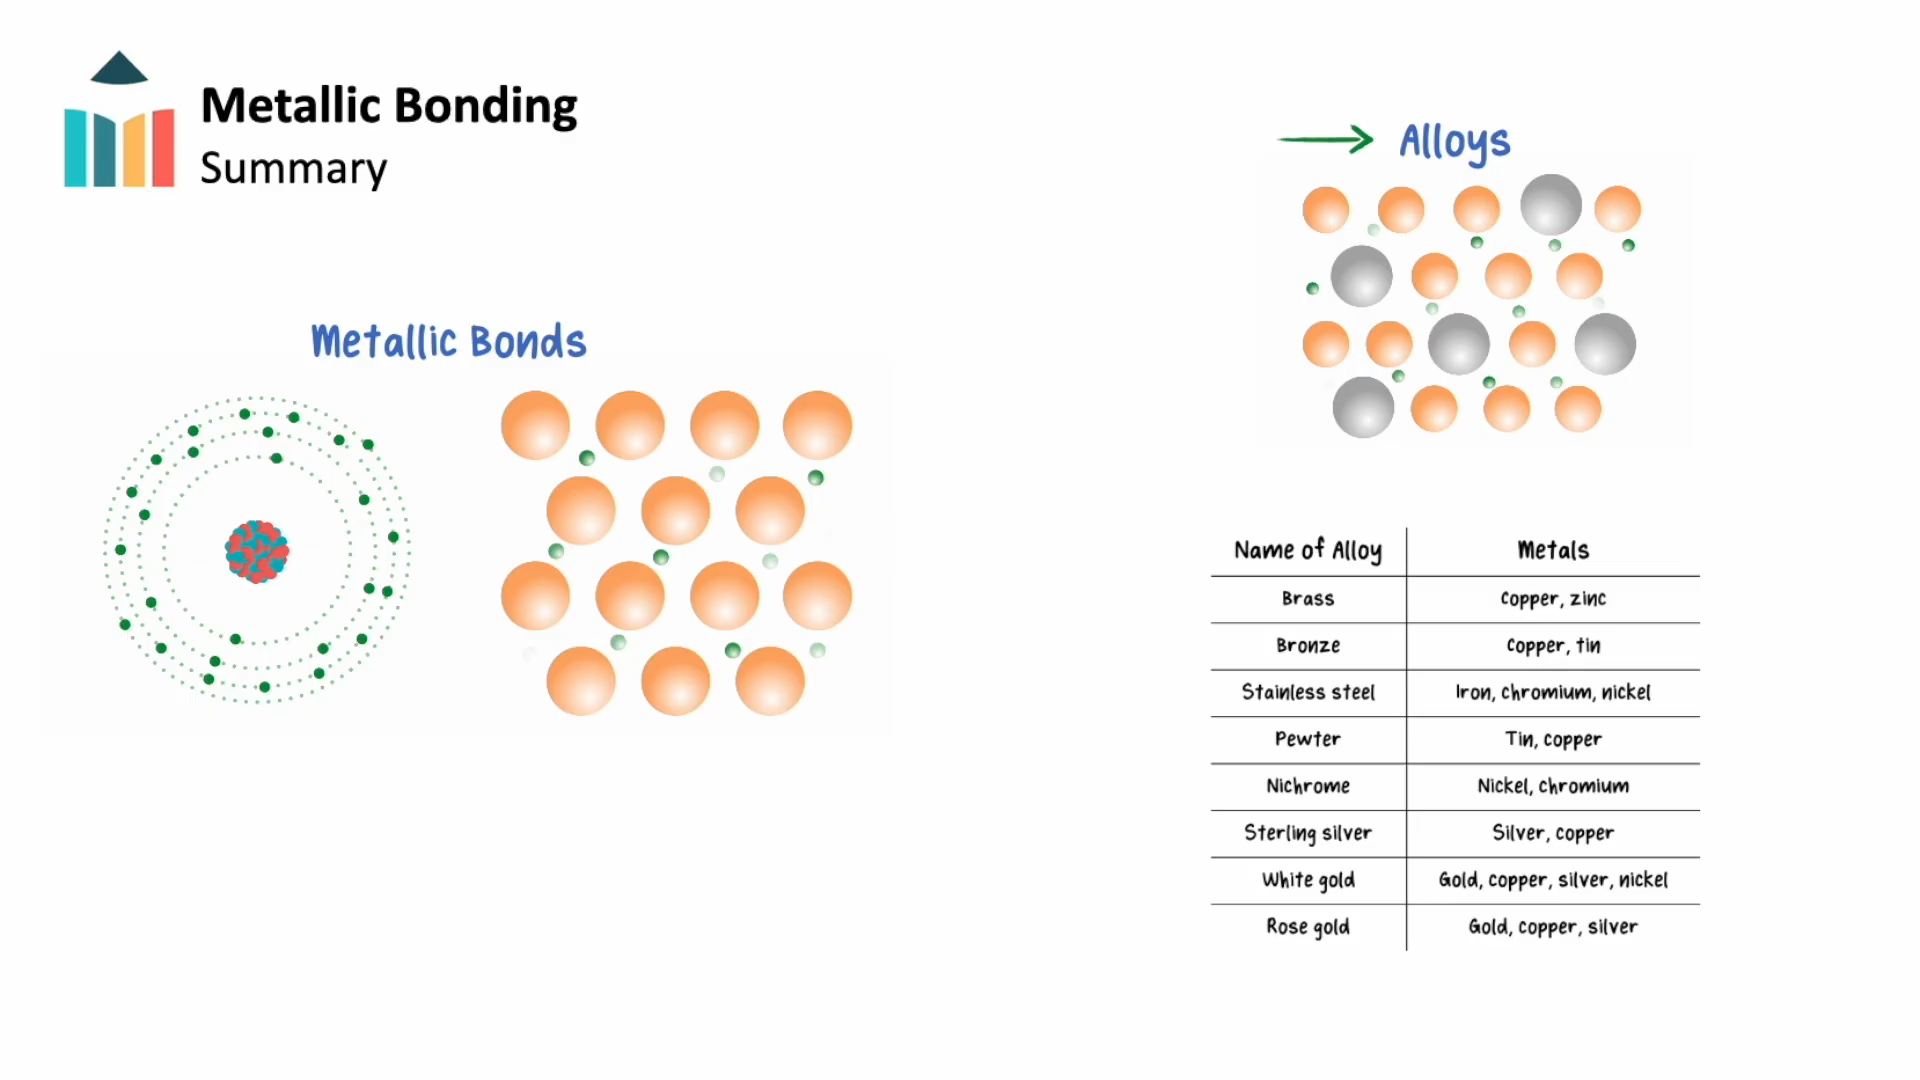 Metallic Bonding
Summary
Metallic Bonds
Alloys
Name of Alloy Metals
Brass Copper, zinc
Bronze Copper, tin
Stainless steel Iron, chromium, nickel
Pewter Tin, copper
Nichrome Nickel, chromium
Sterling silver Silver, copper
White gold Gold, copper, silver, nickel
Rose gold Gold, copper, silver